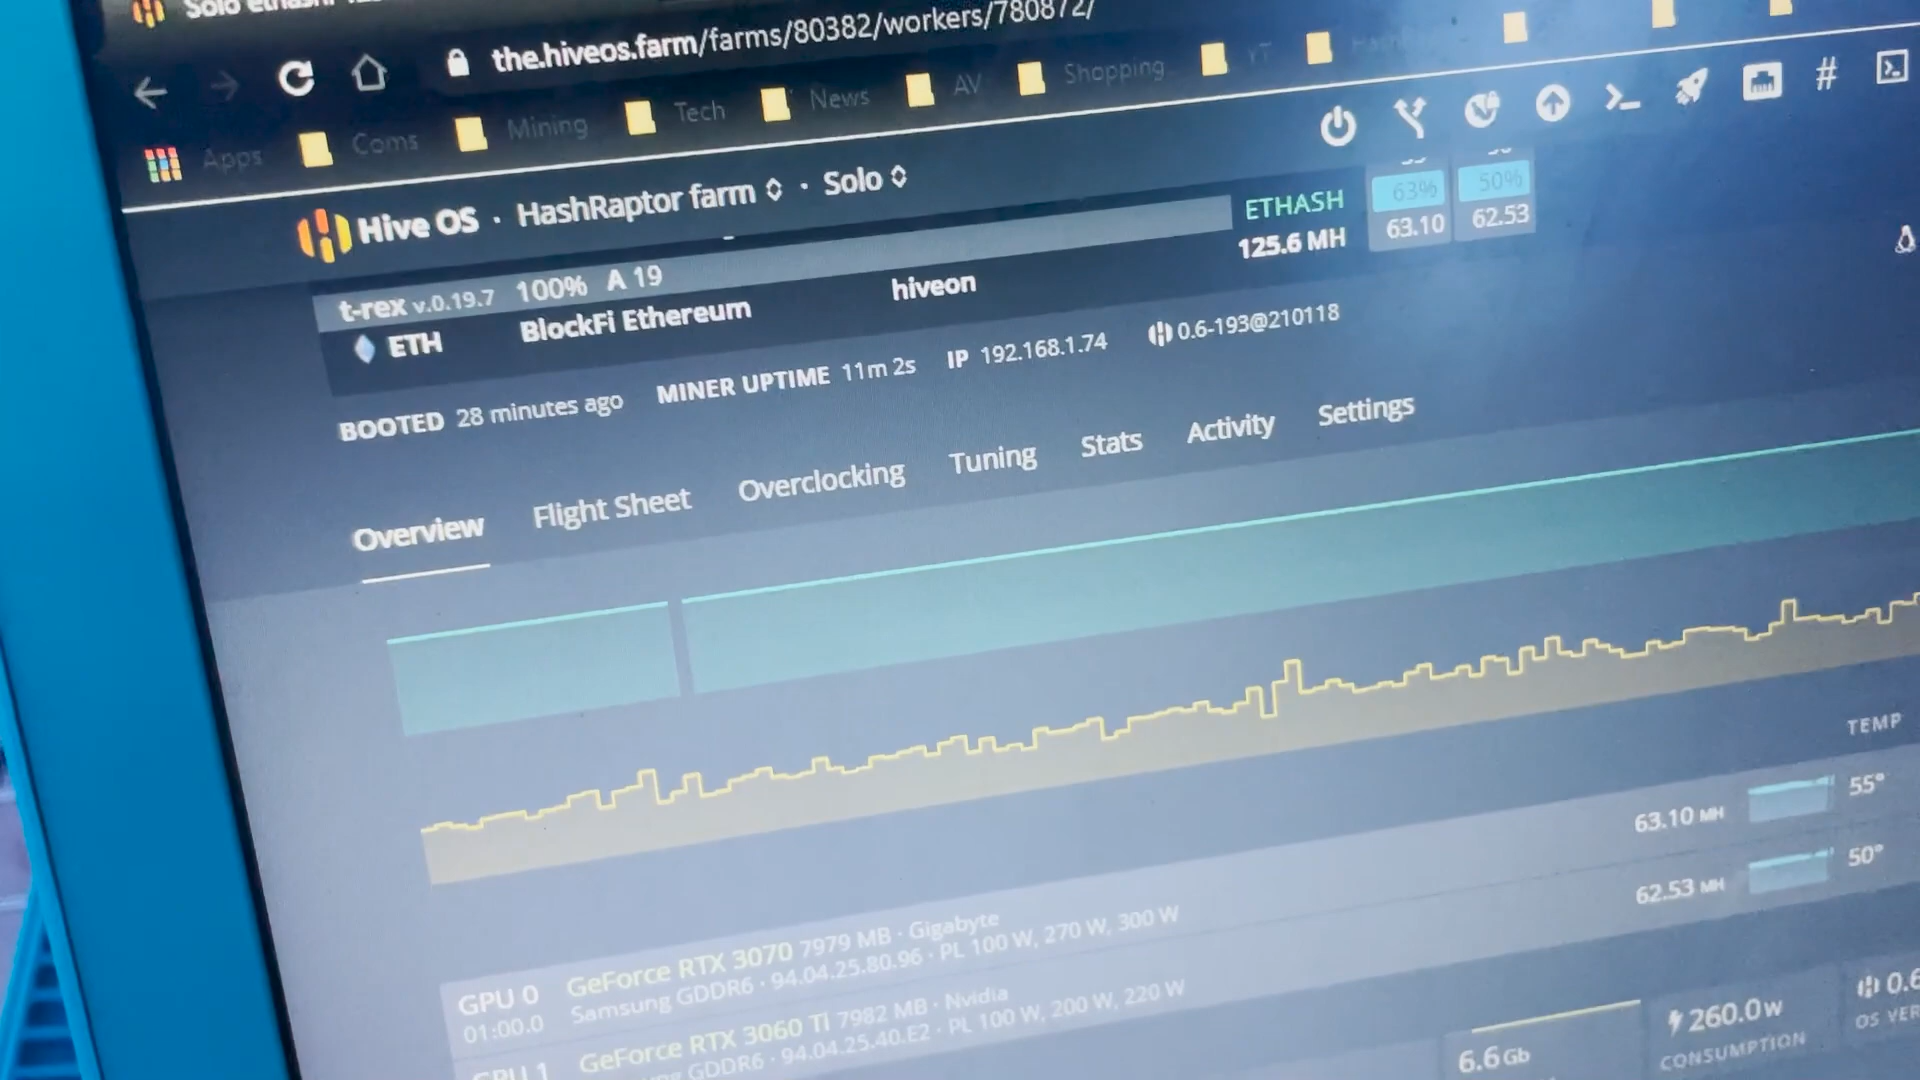 the.hiveos.farm/farms/80382/workers/780872/
Apps Coms Mining Tech News AV Shopping YT
Hive OS · HashRaptor farm · Solo
t-rex v.0.19.7 100% A 19
ETHASH 63% 50%
125.6 MH 63.10 62.53
ETH BlockFi Ethereum hiveon
BOOTED 28 minutes ago MINER UPTIME 11m 2s IP 192.168.1.74 0.6-193@210118
Overview Flight Sheet Overclocking Tuning Stats Activity Settings
TEMP
63.10 MH 55°
62.53 MH 50°
GPU 0 GeForce RTX 3070 7979 MB · Gigabyte
01:00.0 Samsung GDDR6 · 94.04.25.80.96 · PL 100 W, 270 W, 300 W
GPU 1 GeForce RTX 3060 Ti 7982 MB · Nvidia
GDDR6 · 94.04.25.40.E2 · PL 100 W, 200 W, 220 W
6.6 Gb 260.0 W
CONSUMPTION OS